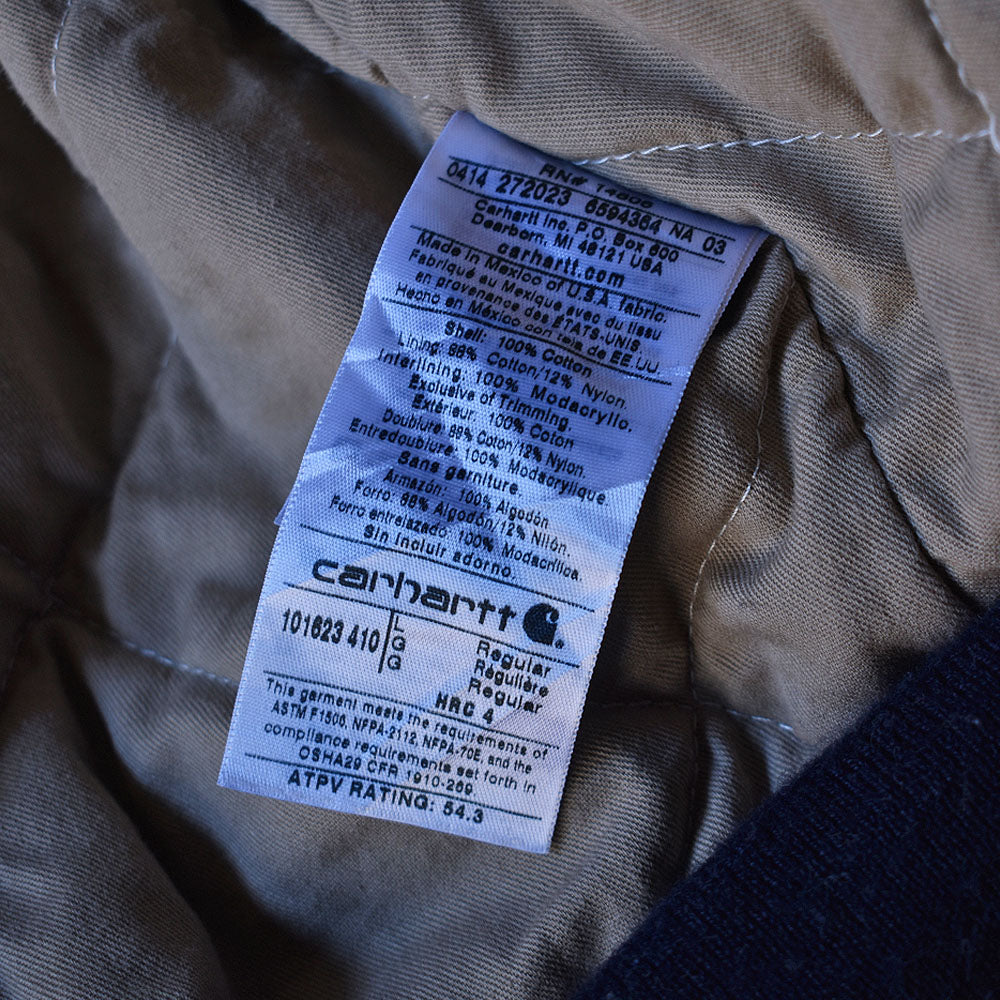 RN# 14806
0414 272023 6594364 NA 03
Carhartt Inc. P.O. Box 600
Dearborn, MI 48121 USA
carhartt.com
Made in Mexico of U.S.A. fabric.
Fabriqué au Mexique avec du tissu
en provenance des ÉTATS-UNIS.
Hecho en México con tela de EE.UU.
Shell: 100% Cotton
Lining: 88% Cotton/12% Nylon.
Interlining: 100% Modacrylic.
Exclusive of Trimming.
Extérieur: 100% Coton
Doublure: 88% Coton/12% Nylon.
Entredoublure: 100% Modacrylique.
Sans garniture.
Armazón: 100% Algodón
Forro: 88% Algodón/12% Nilón.
Forro entrelazado: 100% Modacrílica.
Sin incluir adorno.
carhartt
101623 410
L Regular
G Régulière
G Regular
HRC 4
This garment meets the requirements of
ASTM F1506, NFPA-2112, NFPA-70E, and the
compliance requirements set forth in
OSHA29 CFR 1910-269
ATPV RATING: 54.3